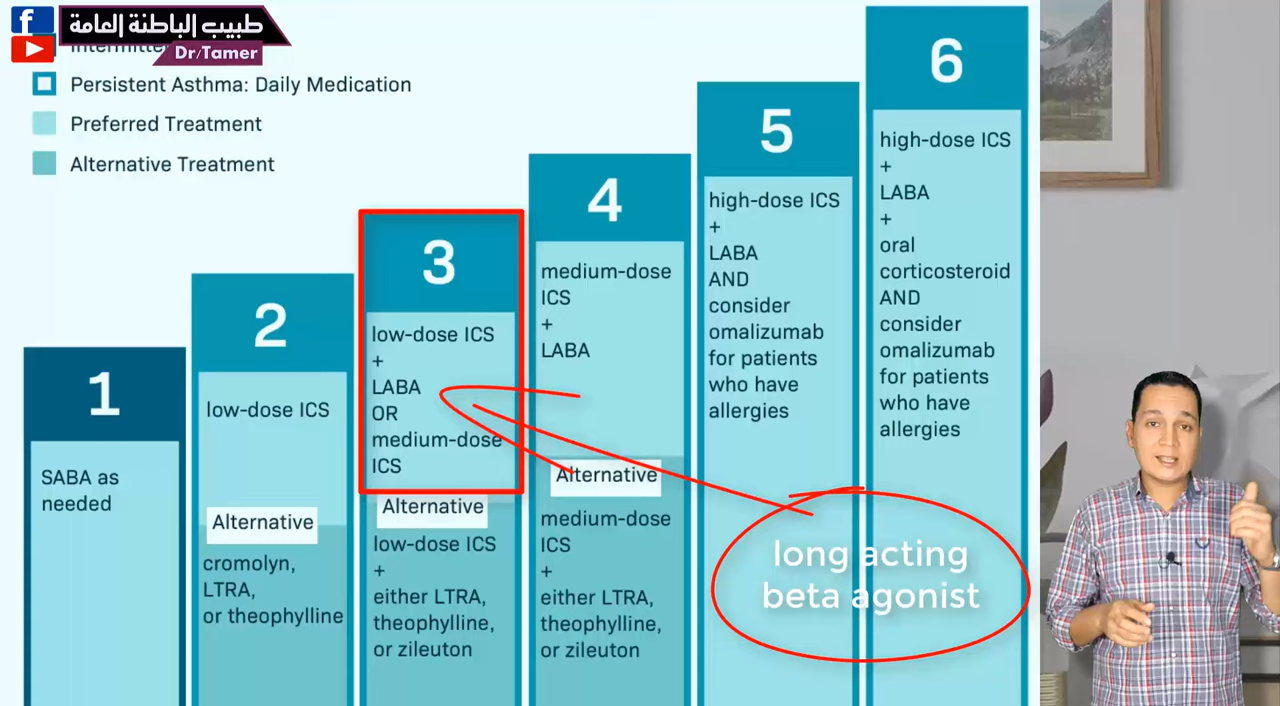 طبيب الباطنة العامة
Dr/Tamer
Persistent Asthma: Daily Medication
Preferred Treatment
Alternative Treatment
1
SABA as
needed
2
low-dose ICS
Alternative
cromolyn,
LTRA,
or theophylline
3
low-dose ICS
+
LABA
OR
medium-dose
ICS
Alternative
low-dose ICS
+
either LTRA,
theophylline,
or zileuton
4
medium-dose
ICS
+
LABA
Alternative
medium-dose
ICS
+
either LTRA,
theophylline,
or zileuton
5
high-dose ICS
+
LABA
AND
consider
omalizumab
for patients
who have
allergies
6
high-dose ICS
+
LABA
+
oral
corticosteroid
AND
consider
omalizumab
for patients
who have
allergies
long acting
beta agonist